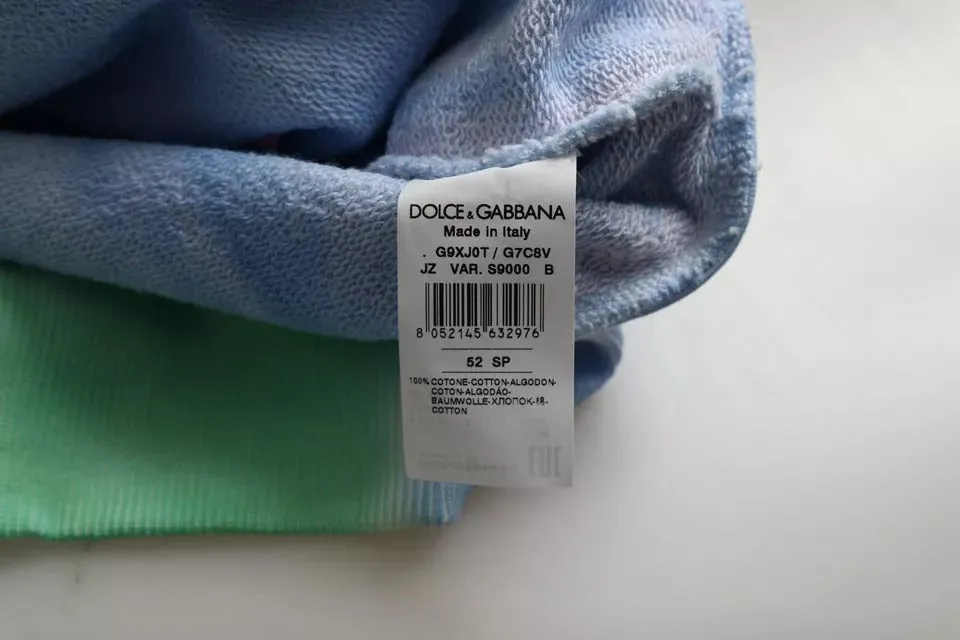 DOLCE & GABBANA
Made in Italy
. G9XJ0T / G7C8V
JZ VAR. S9000 B
8 052145 632976
52 SP
100% COTONE-COTTON-ALGODON-
COTON-ALGODÃO-
BAUMWOLLE-ХЛОПОК-棉-
COTTON